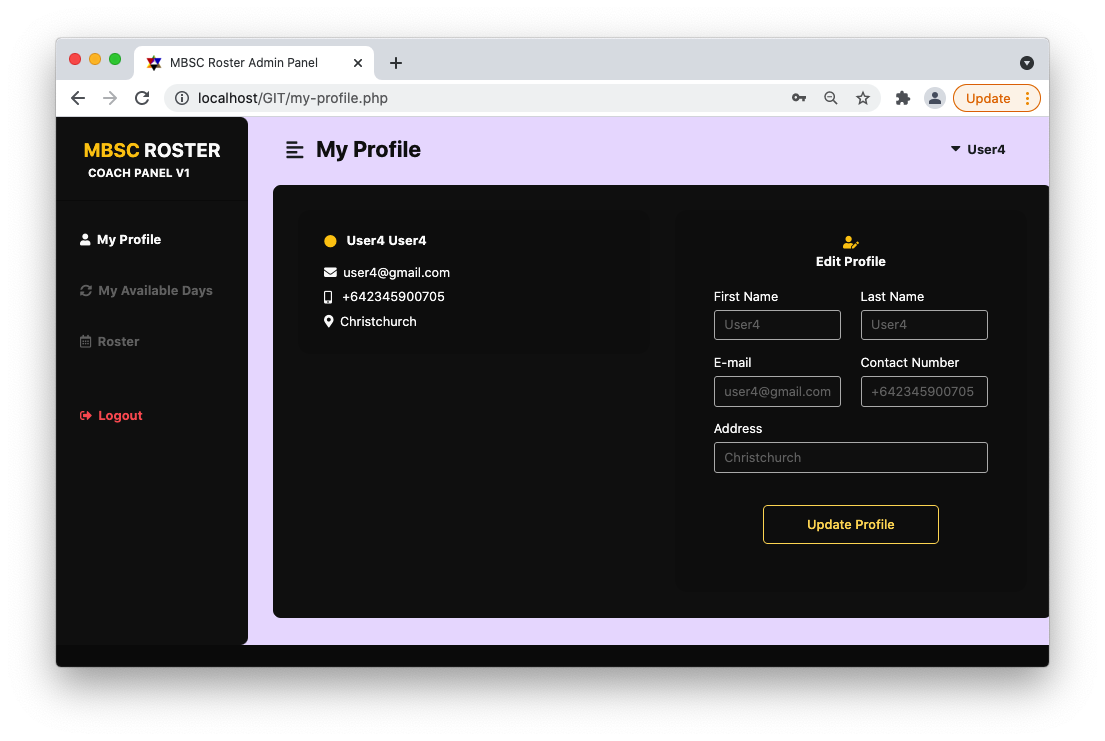 MBSC Roster Admin Panel
localhost/GIT/my-profile.php
Update
MBSC ROSTER
COACH PANEL V1
My Profile
My Available Days
Roster
Logout
My Profile
User4
User4 User4
user4@gmail.com
+642345900705
Christchurch
Edit Profile
First Name Last Name
User4 User4
E-mail Contact Number
user4@gmail.com +642345900705
Address
Christchurch
Update Profile